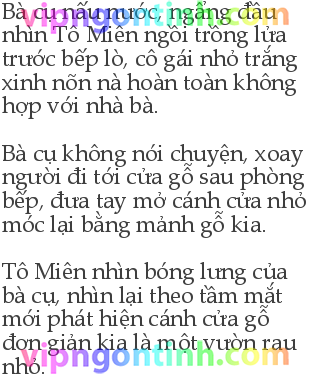 Bà cụ nấu nước, ngẩng đầu
nhìn Tô Miên ngồi trông lửa
trước bếp lò, cô gái nhỏ trắng
xinh nõn nà hoàn toàn không
hợp với nhà bà.
Bà cụ không nói chuyện, xoay
người đi tới cửa gỗ sau phòng
bếp, đưa tay mở cánh cửa nhỏ
móc lại bằng mảnh gỗ kia.
Tô Miên nhìn bóng lưng của
bà cụ, nhìn lại theo tầm mắt
mới phát hiện cánh cửa gỗ
đơn giản kia là một vườn rau
nhỏ.
vipngontinh.com
vipngontinh.com